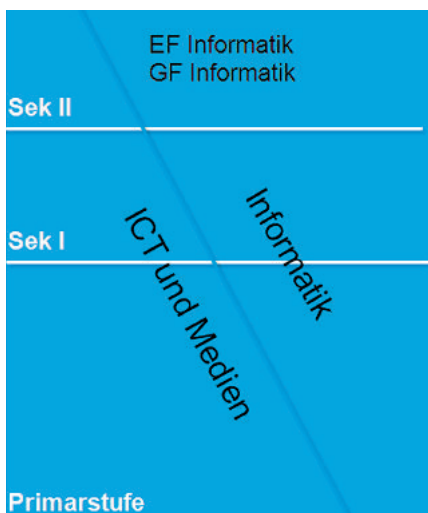 EF Informatik
GF Informatik
Sek II
Informatik
ICT und Medien
Sek I
Primarstufe